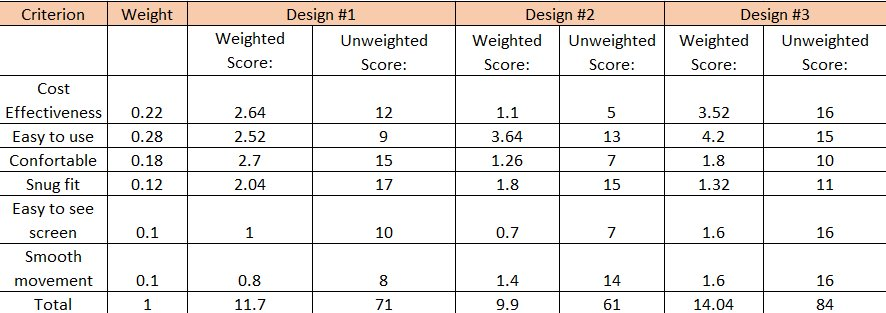 Criterion Weight Design #1 Design #2 Design #3
Weighted Unweighted Weighted Unweighted Weighted Unweighted
Score: Score: Score: Score: Score: Score:
Cost
Effectiveness 0.22 2.64 12 1.1 5 3.52 16
Easy to use 0.28 2.52 9 3.64 13 4.2 15
Confortable 0.18 2.7 15 1.26 7 1.8 10
Snug fit 0.12 2.04 17 1.8 15 1.32 11
Easy to see
screen 0.1 1 10 0.7 7 1.6 16
Smooth
movement 0.1 0.8 8 1.4 14 1.6 16
Total 1 11.7 71 9.9 61 14.04 84